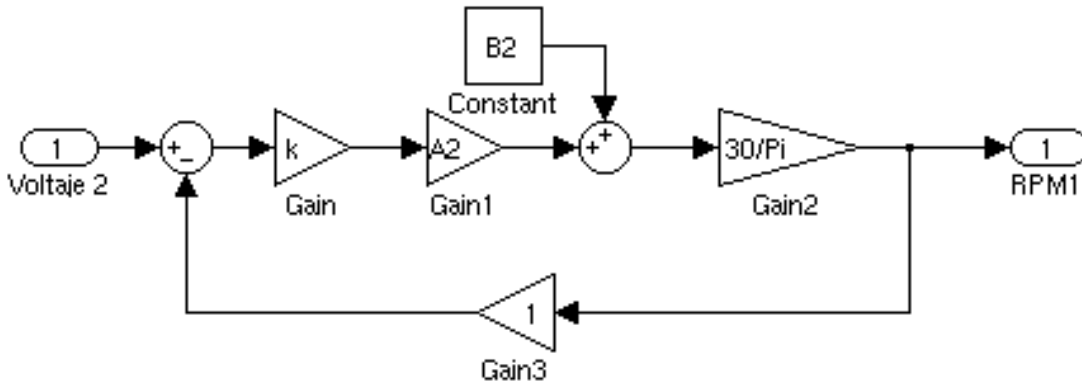 B2
Constant
1
Voltaje 2
+
−
k
Gain
A2
Gain1
+
+
30/Pi
Gain2
1
RPM1
1
Gain3